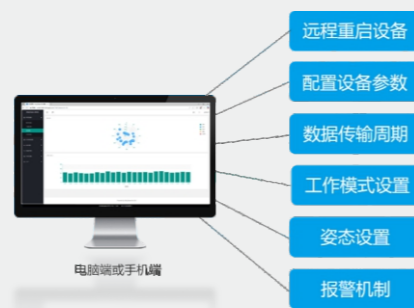 远程重启设备
配置设备参数
数据传输周期
工作模式设置
姿态设置
报警机制
电脑端或手机端